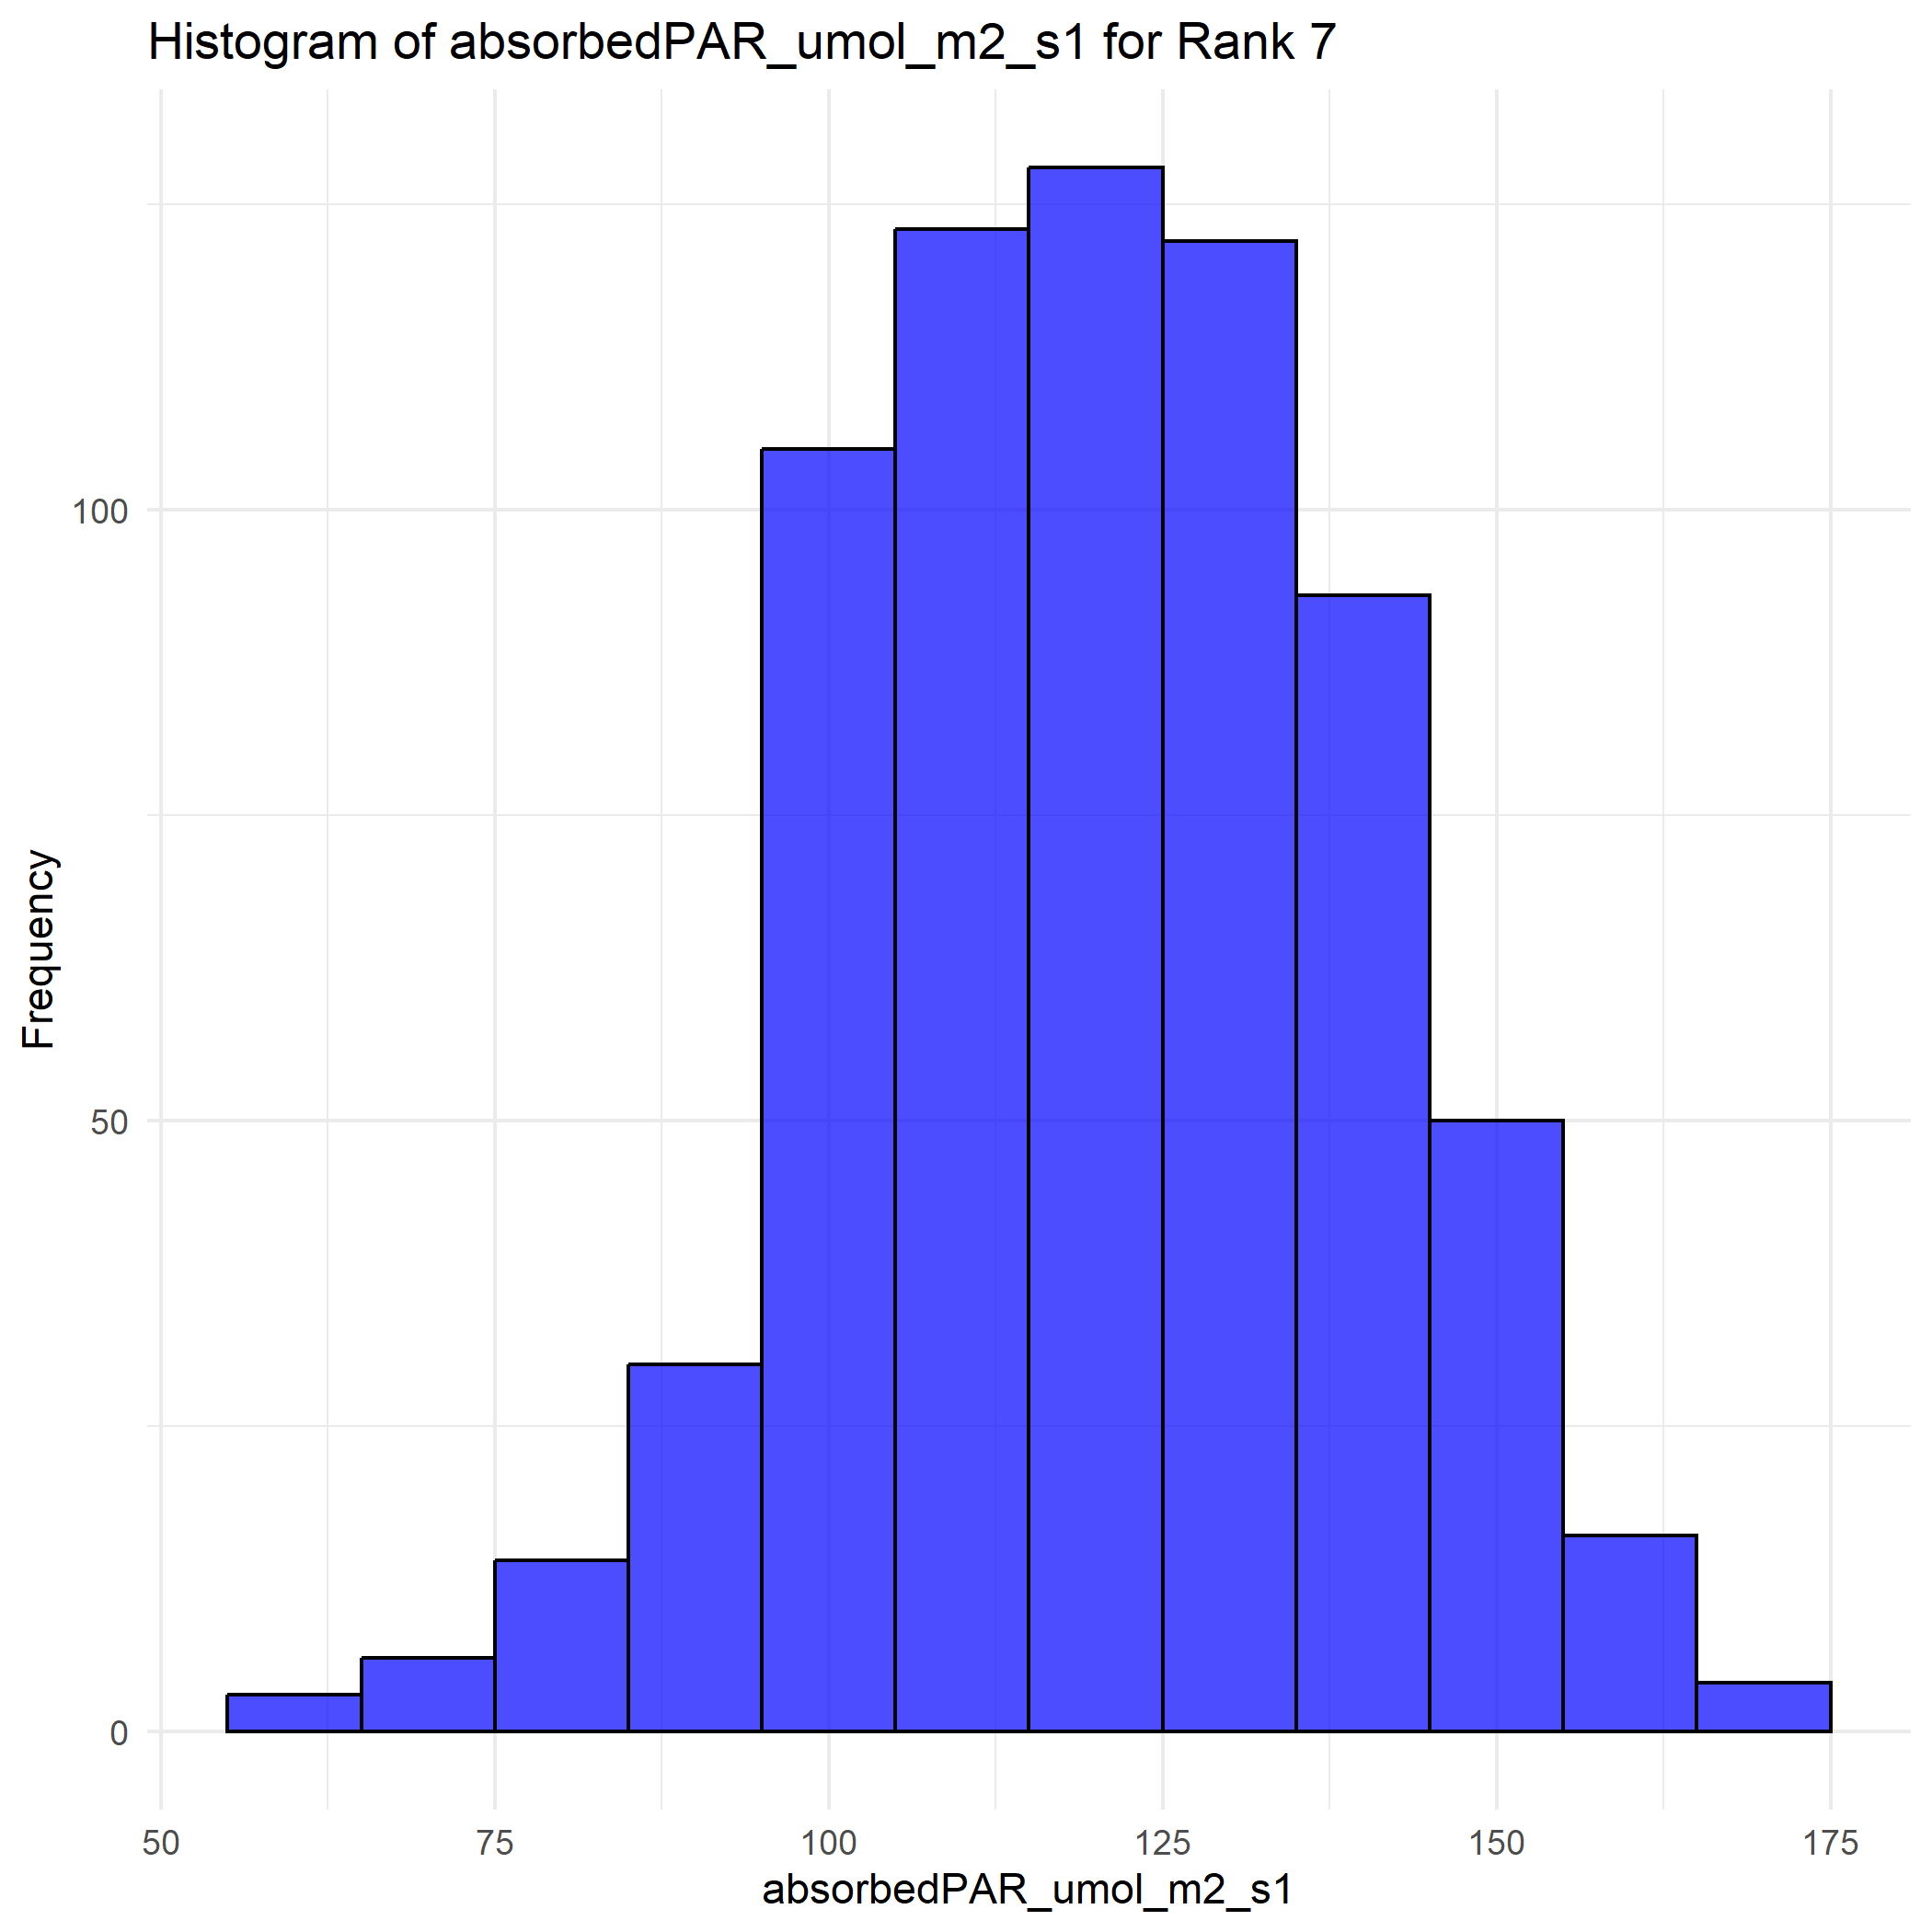 Histogram of absorbedPAR_umol_m2_s1 for Rank 7
Frequency
100
50
0
50 75 100 125 150 175
absorbedPAR_umol_m2_s1